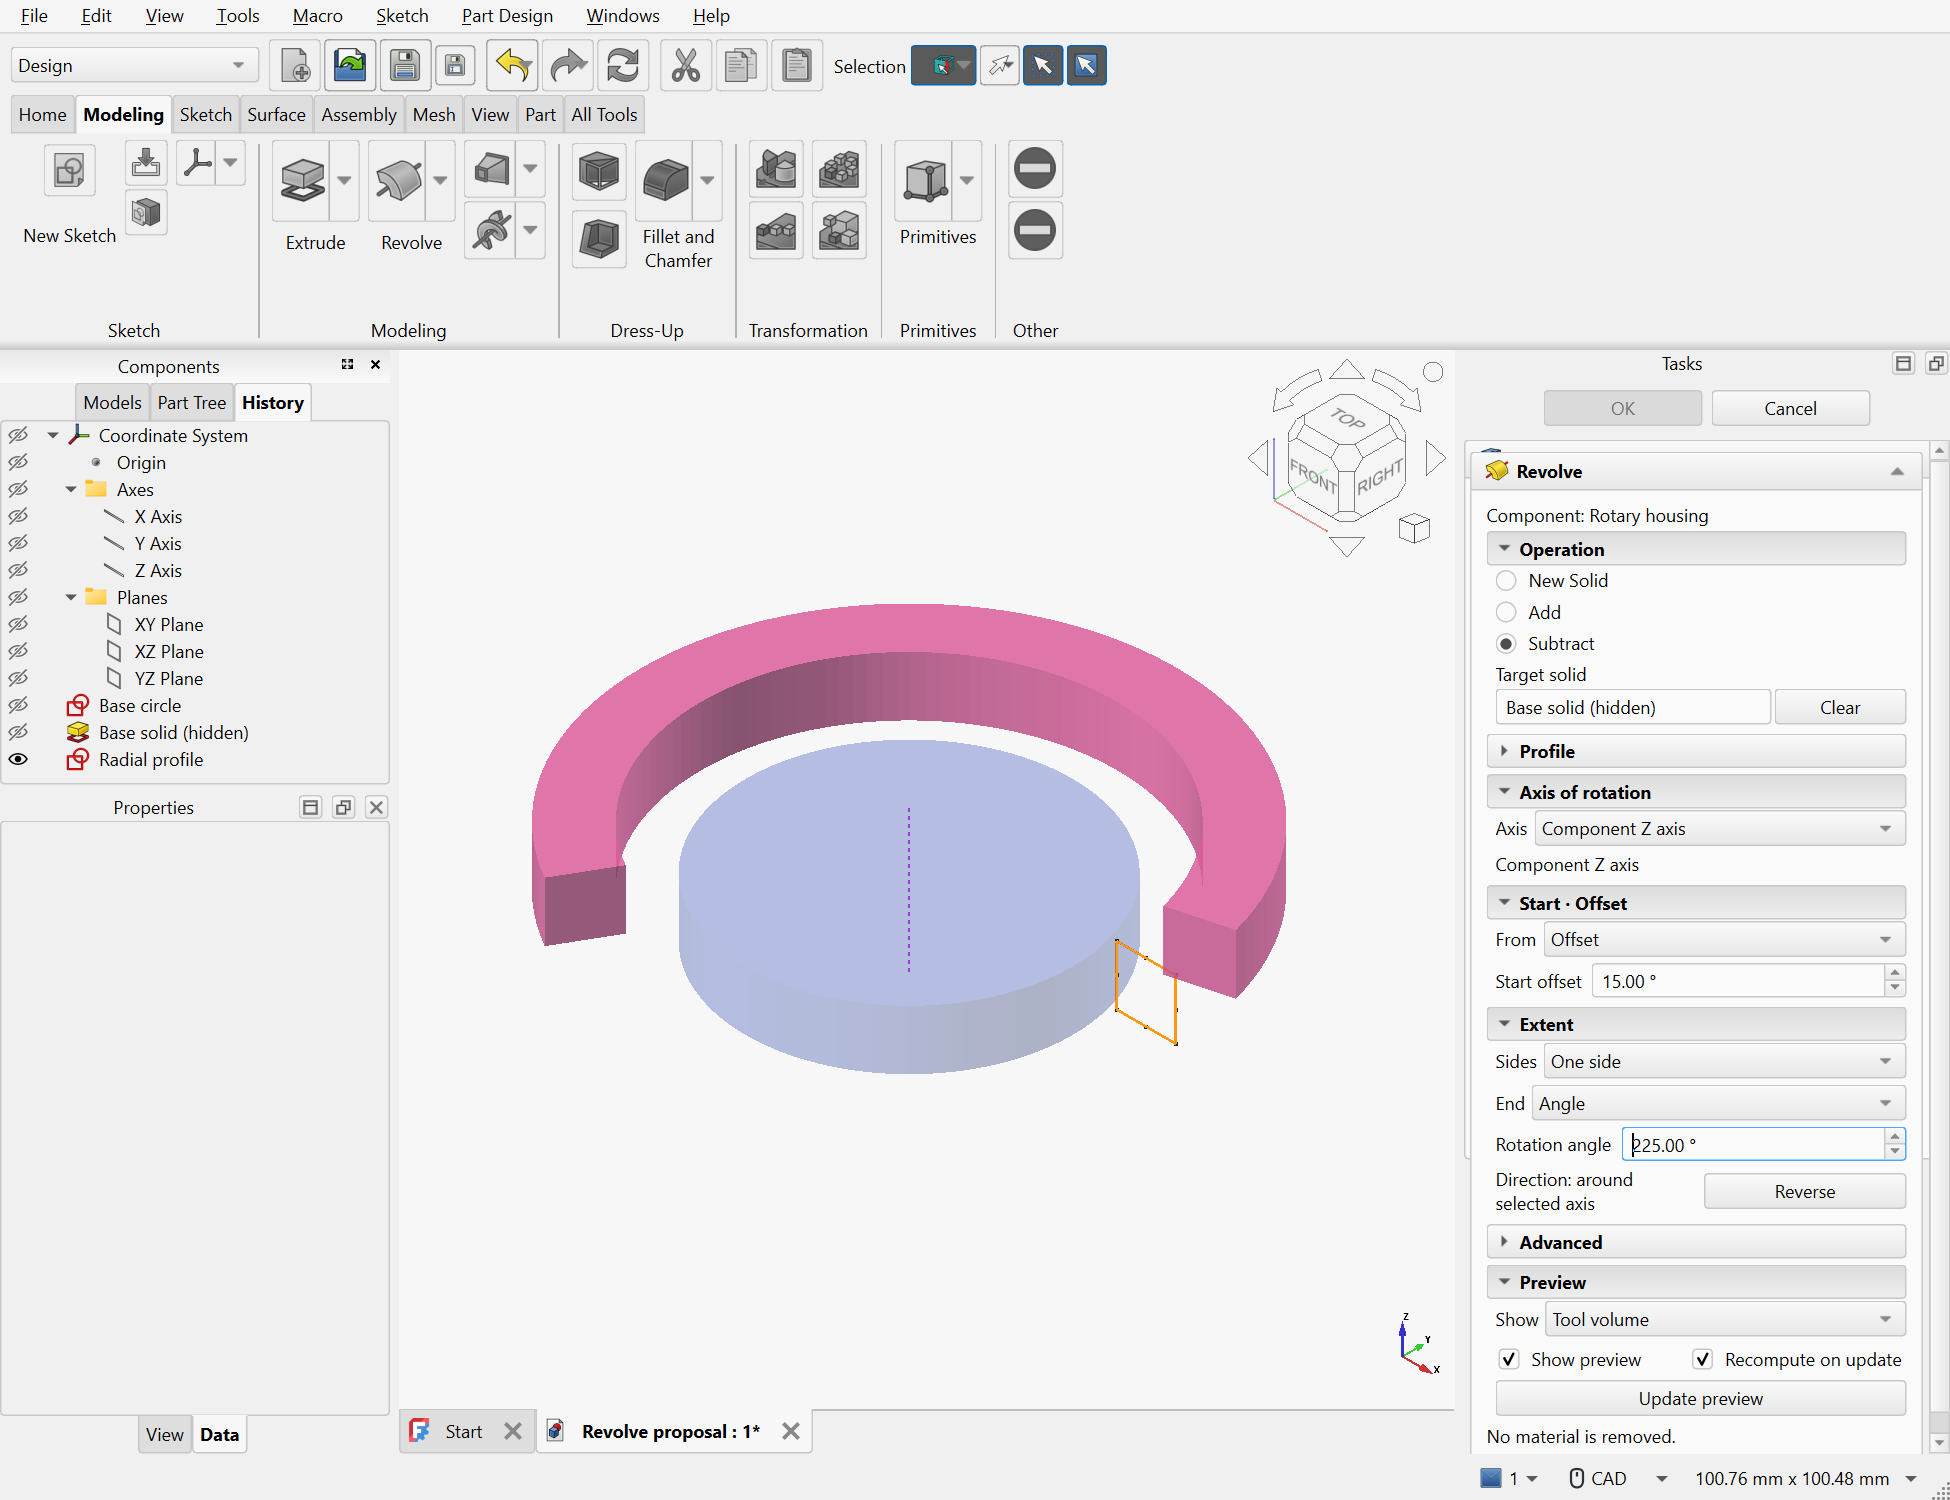 File Edit View Tools Macro Sketch Part Design Windows Help
Design
Selection
Home Modeling Sketch Surface Assembly Mesh View Part All Tools
New Sketch
Extrude
Revolve
Fillet and
Chamfer
Primitives
Sketch Modeling Dress-Up Transformation Primitives Other
Components
Models Part Tree History
Coordinate System
Origin
Axes
X Axis
Y Axis
Z Axis
Planes
XY Plane
XZ Plane
YZ Plane
Base circle
Base solid (hidden)
Radial profile
Properties
View Data
TOP
FRONT
RIGHT
Z
Y
X
Start
Revolve proposal : 1*
Tasks
OK Cancel
Revolve
Component: Rotary housing
Operation
New Solid
Add
Subtract
Target solid
Base solid (hidden) Clear
Profile
Axis of rotation
Axis Component Z axis
Component Z axis
Start · Offset
From Offset
Start offset 15.00 °
Extent
Sides One side
End Angle
Rotation angle 225.00 °
Direction: around
selected axis
Reverse
Advanced
Preview
Show Tool volume
Show preview Recompute on update
Update preview
No material is removed.
1 CAD 100.76 mm x 100.48 mm